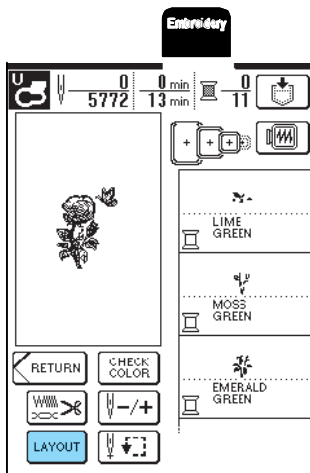 Embroidery
U
0 0 min 0
5772 13 min 11
LIME
GREEN
MOSS
GREEN
EMERALD
GREEN
RETURN
CHECK
COLOR
-/+
LAYOUT